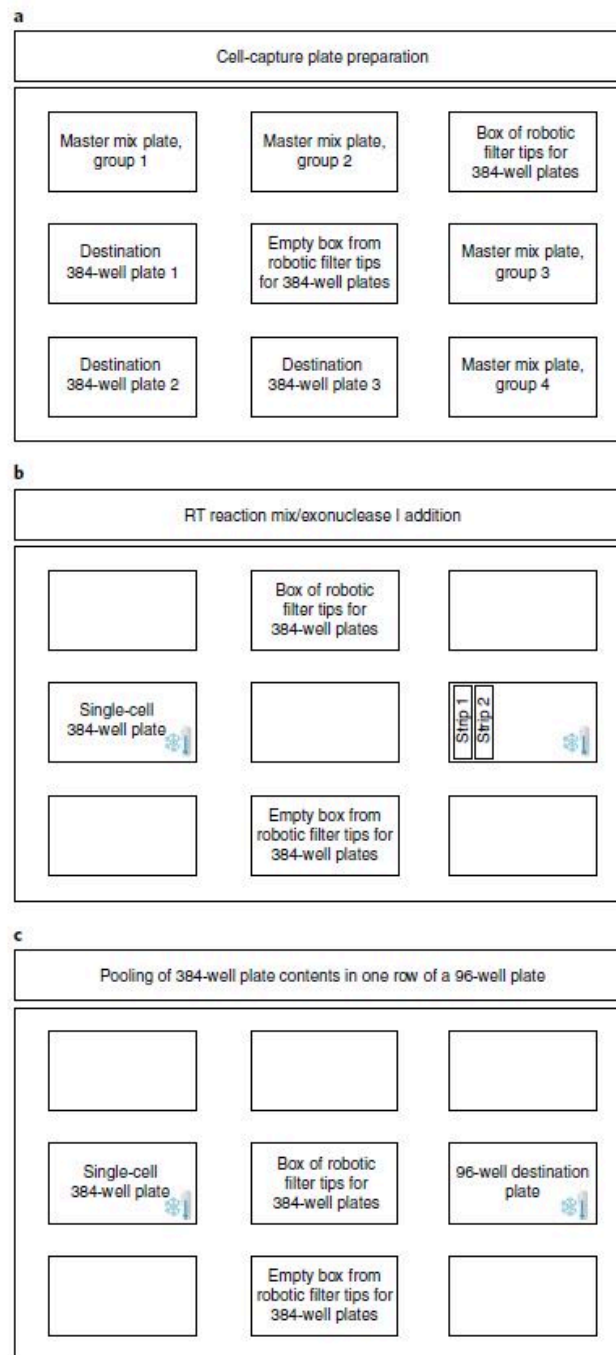 a
Cell-capture plate preparation
Master mix plate,
group 1
Master mix plate,
group 2
Box of robotic
filter tips for
384-well plates
Destination
384-well plate 1
Empty box from
robotic filter tips
for 384-well plates
Master mix plate,
group 3
Destination
384-well plate 2
Destination
384-well plate 3
Master mix plate,
group 4
b
RT reaction mix/exonuclease I addition
Box of robotic
filter tips for
384-well plates
Single-cell
384-well plate
Strip 1
Strip 2
Empty box from
robotic filter tips for
384-well plates
c
Pooling of 384-well plate contents in one row of a 96-well plate
Single-cell
384-well plate
Box of robotic
filter tips for
384-well plates
96-well destination
plate
Empty box from
robotic filter tips for
384-well plates